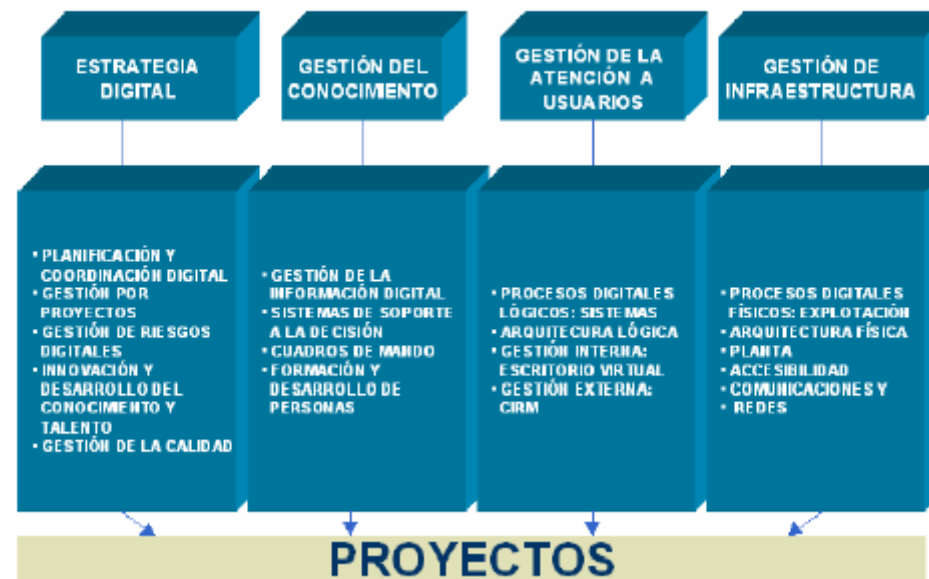 ESTRATEGIA
DIGITAL
GESTIÓN DEL
CONOCIMIENTO
GESTIÓN DE LA
ATENCIÓN A
USUARIOS
GESTIÓN DE
INFRAESTRUCTURA
• PLANIFICACIÓN Y
COORDINACIÓN DIGITAL
• GESTIÓN POR
PROYECTOS
• GESTIÓN DE RIESGOS
DIGITALES
• INNOVACIÓN Y
DESARROLLO DEL
CONOCIMIENTO Y
TALENTO
• GESTIÓN DE LA CALIDAD
• GESTIÓN DE LA
INFORMACIÓN DIGITAL
• SISTEMAS DE SOPORTE
A LA DECISIÓN
• CUADROS DE MANDO
• FORMACIÓN Y
DESARROLLO DE
PERSONAS
• PROCESOS DIGITALES
LÓGICOS: SISTEMAS
• ARQUITECURA LÓGICA
• GESTIÓN INTERNA:
ESCRITORIO VIRTUAL
• GESTIÓN EXTERNA:
CIRM
• PROCESOS DIGITALES
FÍSICOS: EXPLOTACIÓN
• ARQUITECTURA FÍSICA
• PLANTA
• ACCESIBILIDAD
• COMUNICACIONES Y
• REDES
PROYECTOS